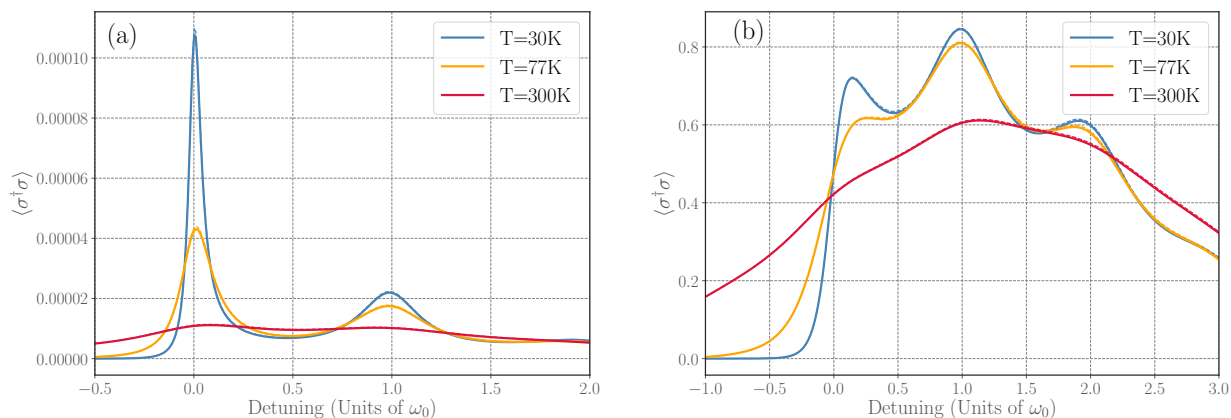 (a)
T=30K
T=77K
T=300K
⟨σ†σ⟩
0.00010
0.00008
0.00006
0.00004
0.00002
0.00000
−0.5 0.0 0.5 1.0 1.5 2.0
Detuning (Units of ω₀)
(b)
T=30K
T=77K
T=300K
⟨σ†σ⟩
0.8
0.6
0.4
0.2
0.0
−1.0 −0.5 0.0 0.5 1.0 1.5 2.0 2.5 3.0
Detuning (Units of ω₀)